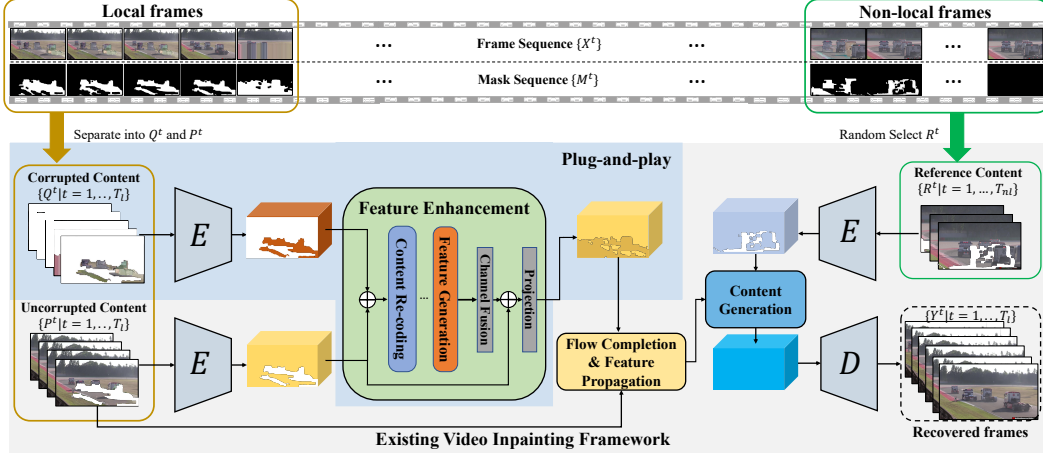 Local frames
Non-local frames
... Frame Sequence {X^t} ... ...
... Mask Sequence {M^t} ...
Separate into Q^t and P^t
Random Select R^t
Plug-and-play
Corrupted Content
{Q^t|t = 1,..,T_l}
Reference Content
{R^t|t = 1, ..., T_nl}
E
Feature Enhancement
Content Re-coding
...
Feature Generation
Channel Fusion
Projection
E
Content
Generation
Uncorrupted Content
{P^t|t = 1,..,T_l}
E
Flow Completion
& Feature
Propagation
D
{Y^t|t = 1,..,T_l}
Recovered frames
Existing Video Inpainting Framework